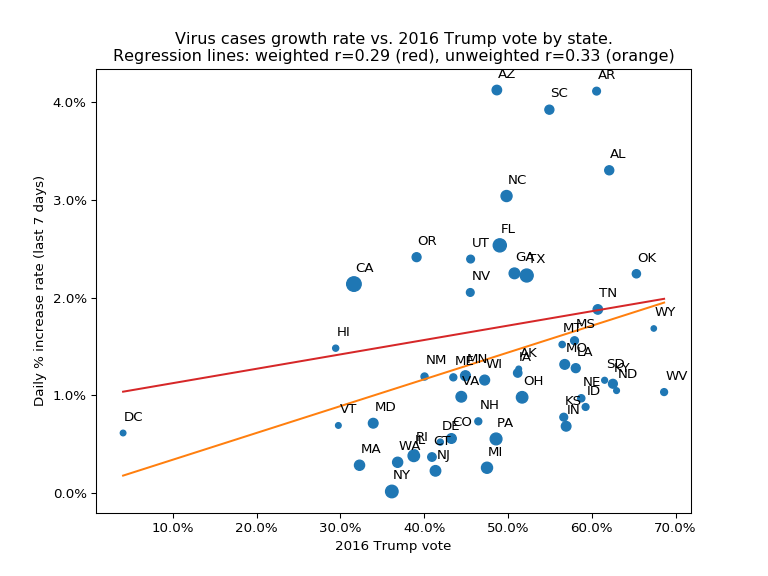 Virus cases growth rate vs. 2016 Trump vote by state.
Regression lines: weighted r=0.29 (red), unweighted r=0.33 (orange)
AZ
AR
4.0%
SC
AL
3.0%
NC
FL
OR
UT
GA
TX
OK
CA
NV
2.0%
TN
WY
MS
MT
HI
MO
LA
AK
IA
NM
ME
MN
WI
SD
KY
ND
WV
1.0%
VA
OH
NE
ID
DC
VT
MD
NH
KS
IN
CO
DE
PA
RI
IL
WA
CT
MA
NJ
MI
NY
0.0%
10.0% 20.0% 30.0% 40.0% 50.0% 60.0% 70.0%
2016 Trump vote
Daily % increase rate (last 7 days)